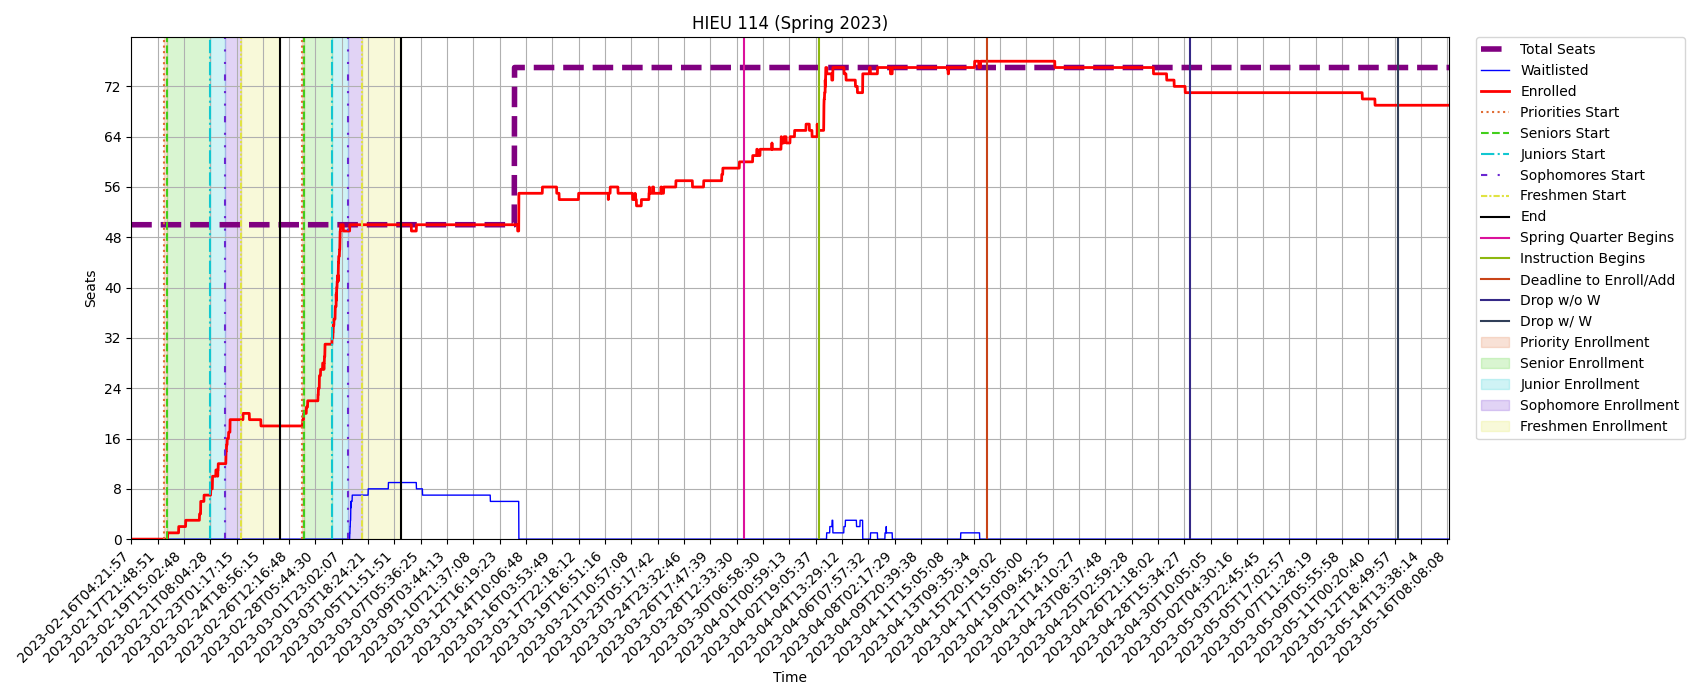 HIEU 114 (Spring 2023)
Seats
72
64
56
48
40
32
24
16
8
0
2023-02-16T04:21:57
2023-02-17T21:48:51
2023-02-19T15:02:48
2023-02-21T08:04:28
2023-02-23T01:17:15
2023-02-24T18:56:15
2023-02-26T12:16:48
2023-02-28T05:44:30
2023-03-01T23:02:07
2023-03-03T18:24:21
2023-03-05T11:51:51
2023-03-07T05:36:25
2023-03-09T03:44:13
2023-03-12T16:19:23
2023-03-14T10:06:48
2023-03-16T03:53:49
2023-03-17T22:18:12
2023-03-19T16:51:16
2023-03-21T10:57:08
2023-03-23T05:17:42
2023-03-24T23:32:46
2023-03-26T17:47:39
2023-03-28T12:33:30
2023-03-30T06:58:30
2023-04-01T00:59:13
2023-04-02T19:05:37
2023-04-04T13:29:12
2023-04-06T07:57:32
2023-04-08T02:17:29
2023-04-11T15:05:08
2023-04-13T09:35:34
2023-04-15T20:19:02
2023-04-17T15:05:00
2023-04-19T09:45:25
2023-04-21T14:10:27
2023-04-23T08:37:48
2023-04-25T02:59:28
2023-04-26T21:18:02
2023-04-28T15:34:27
2023-04-30T10:05:05
2023-05-02T04:30:16
2023-05-03T22:45:45
2023-05-05T17:02:57
2023-05-07T11:28:19
2023-05-09T05:55:58
2023-05-11T00:20:40
2023-05-12T18:49:57
2023-05-14T13:38:14
2023-05-16T08:08:08
Time
Total Seats
Waitlisted
Enrolled
Priorities Start
Seniors Start
Juniors Start
Sophomores Start
Freshmen Start
End
Spring Quarter Begins
Instruction Begins
Deadline to Enroll/Add
Drop w/o W
Drop w/ W
Priority Enrollment
Senior Enrollment
Junior Enrollment
Sophomore Enrollment
Freshmen Enrollment